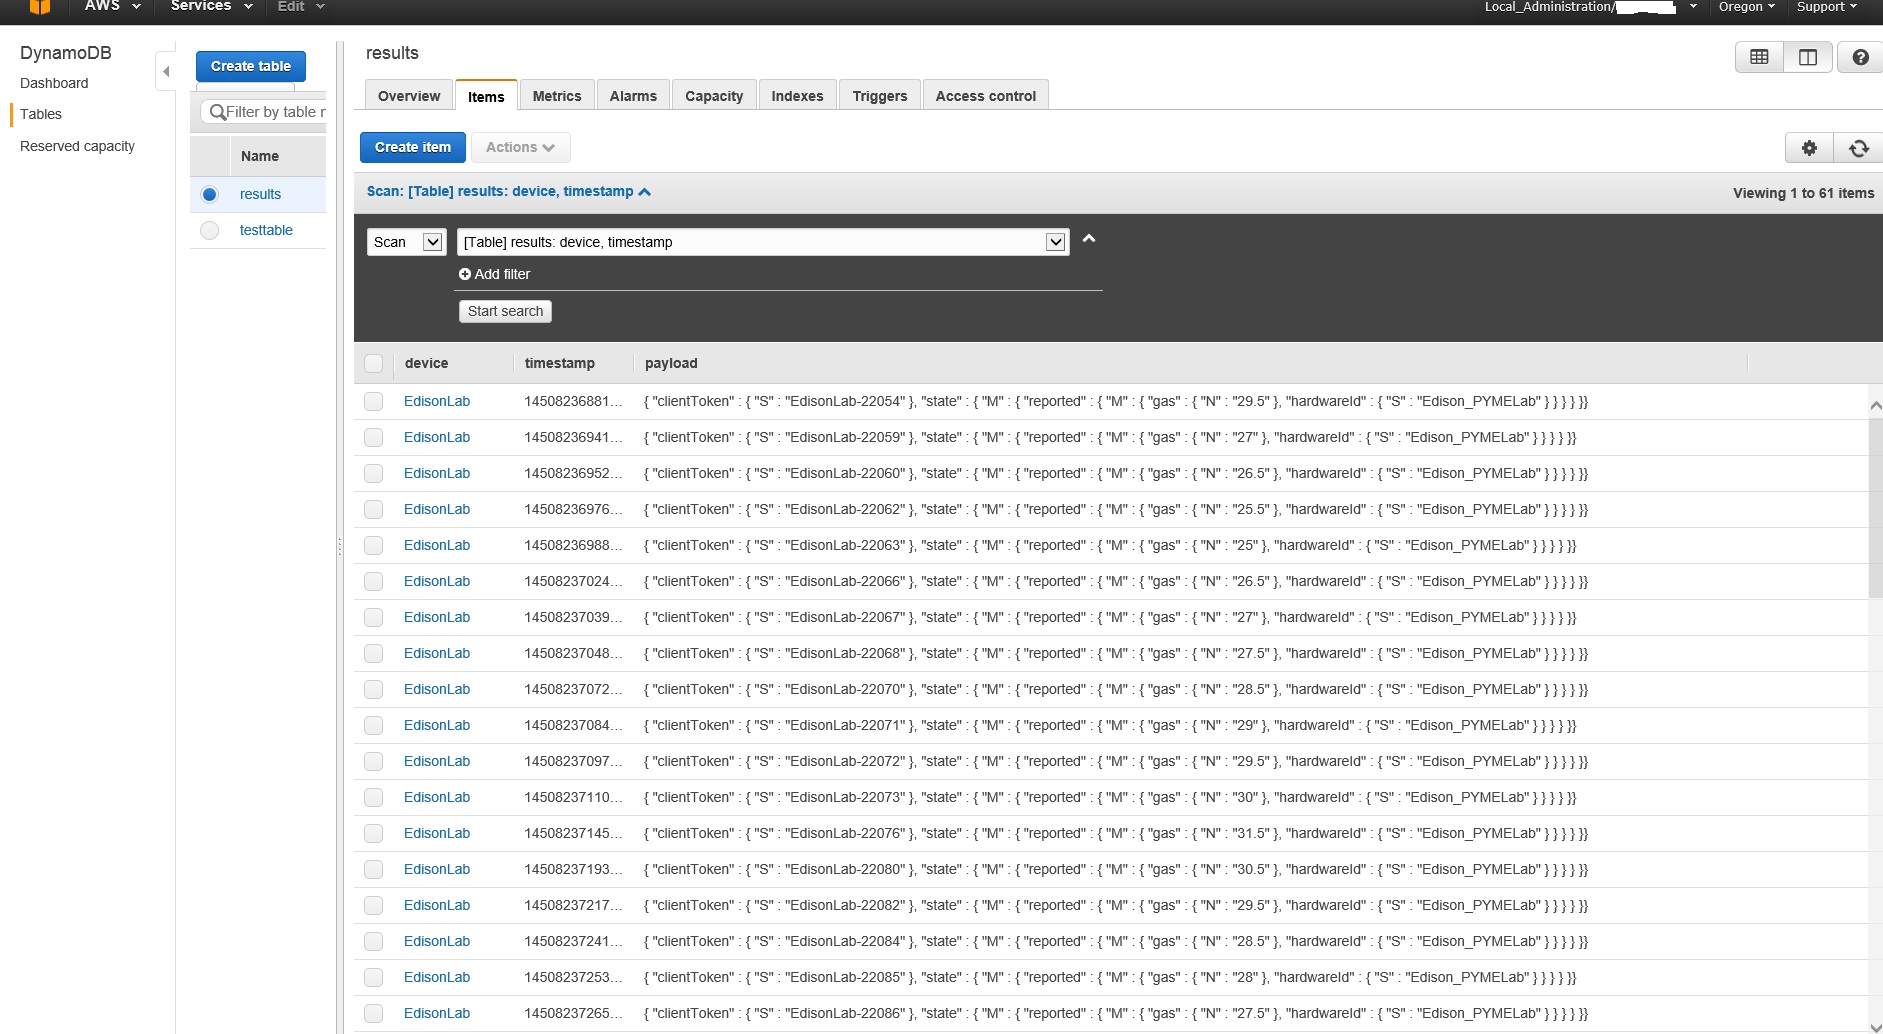 AWS Services Edit Local_Administration/ Oregon Support
DynamoDB
Dashboard
Tables
Reserved capacity
Create table
Filter by table r
Name
results
testtable
results
Overview Items Metrics Alarms Capacity Indexes Triggers Access control
Create item Actions
Scan: [Table] results: device, timestamp Viewing 1 to 61 items
Scan [Table] results: device, timestamp
Add filter
Start search
device timestamp payload
EdisonLab 14508236881... { "clientToken" : { "S" : "EdisonLab-22054" }, "state" : { "M" : { "reported" : { "M" : { "gas" : { "N" : "29.5" }, "hardwareId" : { "S" : "Edison_PYMELab" } } } } }}
EdisonLab 14508236941... { "clientToken" : { "S" : "EdisonLab-22059" }, "state" : { "M" : { "reported" : { "M" : { "gas" : { "N" : "27" }, "hardwareId" : { "S" : "Edison_PYMELab" } } } } }}
EdisonLab 14508236952... { "clientToken" : { "S" : "EdisonLab-22060" }, "state" : { "M" : { "reported" : { "M" : { "gas" : { "N" : "26.5" }, "hardwareId" : { "S" : "Edison_PYMELab" } } } } }}
EdisonLab 14508236976... { "clientToken" : { "S" : "EdisonLab-22062" }, "state" : { "M" : { "reported" : { "M" : { "gas" : { "N" : "25.5" }, "hardwareId" : { "S" : "Edison_PYMELab" } } } } }}
EdisonLab 14508236988... { "clientToken" : { "S" : "EdisonLab-22063" }, "state" : { "M" : { "reported" : { "M" : { "gas" : { "N" : "25" }, "hardwareId" : { "S" : "Edison_PYMELab" } } } } }}
EdisonLab 14508237024... { "clientToken" : { "S" : "EdisonLab-22066" }, "state" : { "M" : { "reported" : { "M" : { "gas" : { "N" : "26.5" }, "hardwareId" : { "S" : "Edison_PYMELab" } } } } }}
EdisonLab 14508237039... { "clientToken" : { "S" : "EdisonLab-22067" }, "state" : { "M" : { "reported" : { "M" : { "gas" : { "N" : "27" }, "hardwareId" : { "S" : "Edison_PYMELab" } } } } }}
EdisonLab 14508237048... { "clientToken" : { "S" : "EdisonLab-22068" }, "state" : { "M" : { "reported" : { "M" : { "gas" : { "N" : "27.5" }, "hardwareId" : { "S" : "Edison_PYMELab" } } } } }}
EdisonLab 14508237072... { "clientToken" : { "S" : "EdisonLab-22070" }, "state" : { "M" : { "reported" : { "M" : { "gas" : { "N" : "28.5" }, "hardwareId" : { "S" : "Edison_PYMELab" } } } } }}
EdisonLab 14508237084... { "clientToken" : { "S" : "EdisonLab-22071" }, "state" : { "M" : { "reported" : { "M" : { "gas" : { "N" : "29" }, "hardwareId" : { "S" : "Edison_PYMELab" } } } } }}
EdisonLab 14508237097... { "clientToken" : { "S" : "EdisonLab-22072" }, "state" : { "M" : { "reported" : { "M" : { "gas" : { "N" : "29.5" }, "hardwareId" : { "S" : "Edison_PYMELab" } } } } }}
EdisonLab 14508237110... { "clientToken" : { "S" : "EdisonLab-22073" }, "state" : { "M" : { "reported" : { "M" : { "gas" : { "N" : "30" }, "hardwareId" : { "S" : "Edison_PYMELab" } } } } }}
EdisonLab 14508237145... { "clientToken" : { "S" : "EdisonLab-22076" }, "state" : { "M" : { "reported" : { "M" : { "gas" : { "N" : "31.5" }, "hardwareId" : { "S" : "Edison_PYMELab" } } } } }}
EdisonLab 14508237193... { "clientToken" : { "S" : "EdisonLab-22080" }, "state" : { "M" : { "reported" : { "M" : { "gas" : { "N" : "30.5" }, "hardwareId" : { "S" : "Edison_PYMELab" } } } } }}
EdisonLab 14508237217... { "clientToken" : { "S" : "EdisonLab-22082" }, "state" : { "M" : { "reported" : { "M" : { "gas" : { "N" : "29.5" }, "hardwareId" : { "S" : "Edison_PYMELab" } } } } }}
EdisonLab 14508237241... { "clientToken" : { "S" : "EdisonLab-22084" }, "state" : { "M" : { "reported" : { "M" : { "gas" : { "N" : "28.5" }, "hardwareId" : { "S" : "Edison_PYMELab" } } } } }}
EdisonLab 14508237253... { "clientToken" : { "S" : "EdisonLab-22085" }, "state" : { "M" : { "reported" : { "M" : { "gas" : { "N" : "28" }, "hardwareId" : { "S" : "Edison_PYMELab" } } } } }}
EdisonLab 14508237265... { "clientToken" : { "S" : "EdisonLab-22086" }, "state" : { "M" : { "reported" : { "M" : { "gas" : { "N" : "27.5" }, "hardwareId" : { "S" : "Edison_PYMELab" } } } } }}